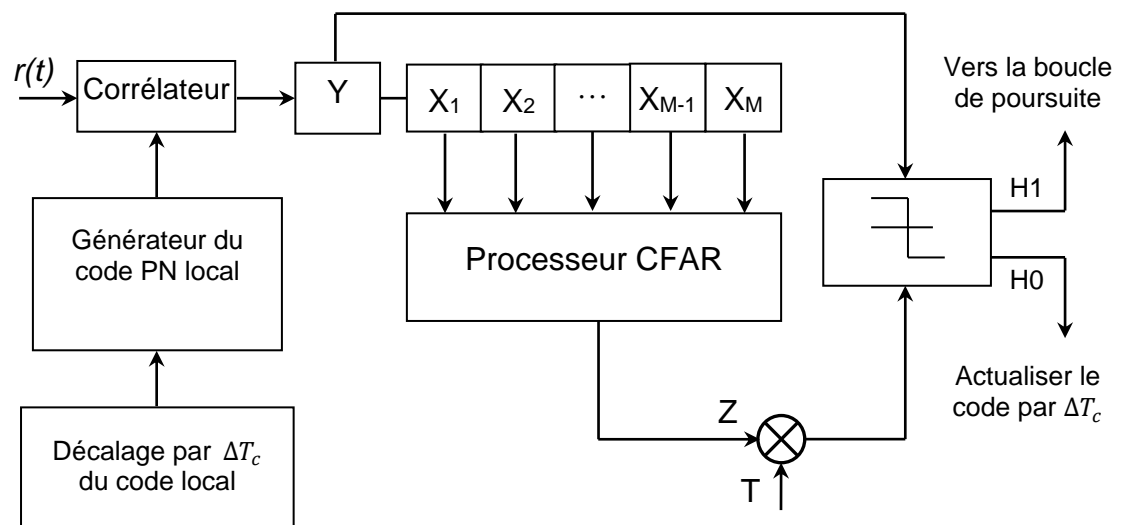 r(t)
Corrélateur
Y
X1
X2
⋯
XM-1
XM
Vers la boucle
de poursuite
H1
H0
Générateur du
code PN local
Processeur CFAR
Actualiser le
code par ΔTc
Z
T
Décalage par ΔTc
du code local